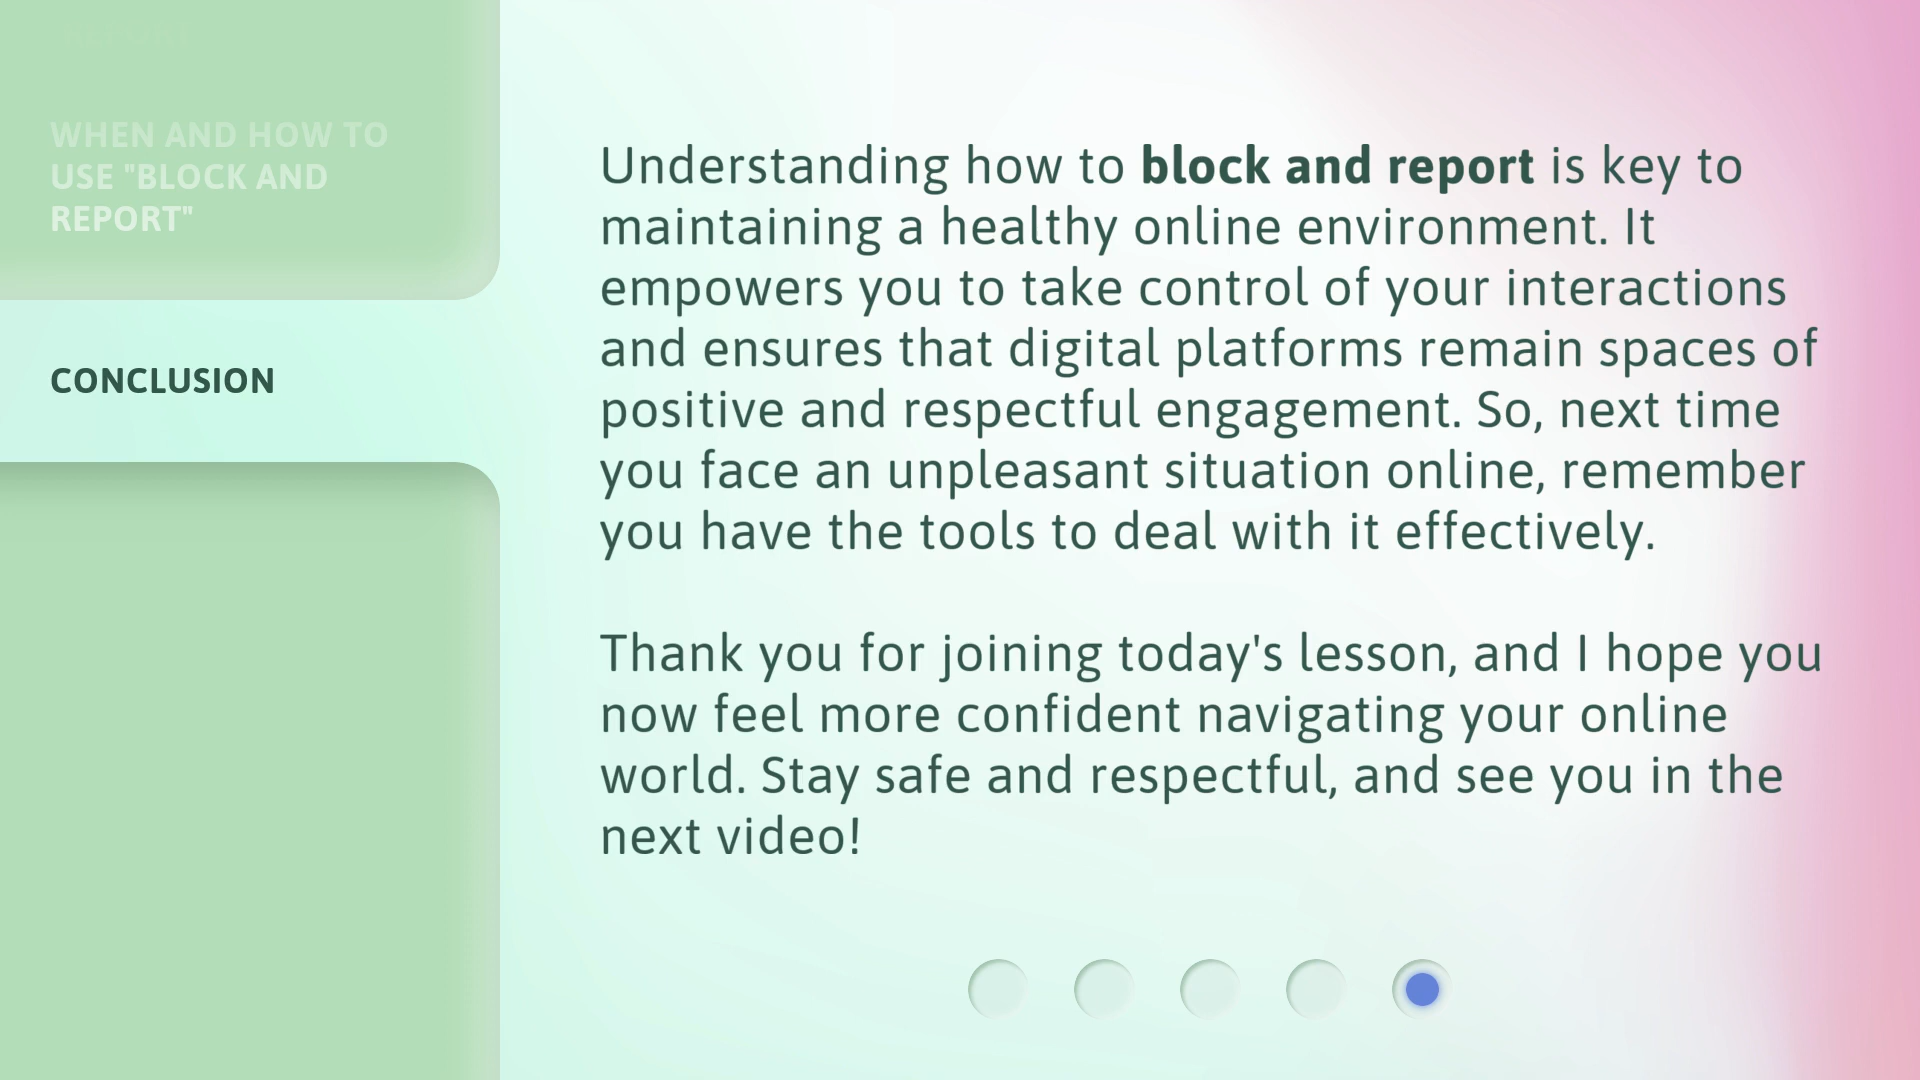 WHEN AND HOW TO
USE "BLOCK AND
REPORT"
CONCLUSION
Understanding how to block and report is key to
maintaining a healthy online environment. It
empowers you to take control of your interactions
and ensures that digital platforms remain spaces of
positive and respectful engagement. So, next time
you face an unpleasant situation online, remember
you have the tools to deal with it effectively.
Thank you for joining today's lesson, and I hope you
now feel more confident navigating your online
world. Stay safe and respectful, and see you in the
next video!